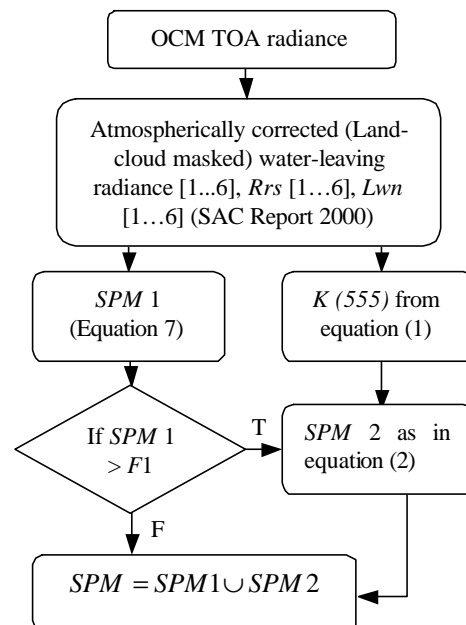 OCM TOA radiance
Atmospherically corrected (Land-
cloud masked) water-leaving
radiance [1...6], Rrs [1…6], Lwn
[1…6] (SAC Report 2000)
SPM 1
(Equation 7)
K (555) from
equation (1)
If SPM 1
> F1
T
SPM 2 as in
equation (2)
F
SPM = SPM1∪SPM2